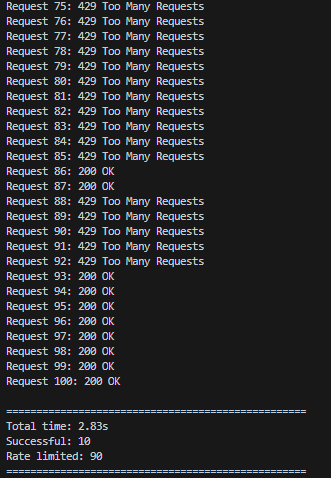 Request 75: 429 Too Many Requests
Request 76: 429 Too Many Requests
Request 77: 429 Too Many Requests
Request 78: 429 Too Many Requests
Request 79: 429 Too Many Requests
Request 80: 429 Too Many Requests
Request 81: 429 Too Many Requests
Request 82: 429 Too Many Requests
Request 83: 429 Too Many Requests
Request 84: 429 Too Many Requests
Request 85: 429 Too Many Requests
Request 86: 200 OK
Request 87: 200 OK
Request 88: 429 Too Many Requests
Request 89: 429 Too Many Requests
Request 90: 429 Too Many Requests
Request 91: 429 Too Many Requests
Request 92: 429 Too Many Requests
Request 93: 200 OK
Request 94: 200 OK
Request 95: 200 OK
Request 96: 200 OK
Request 97: 200 OK
Request 98: 200 OK
Request 99: 200 OK
Request 100: 200 OK
==================================================
Total time: 2.83s
Successful: 10
Rate limited: 90
==================================================